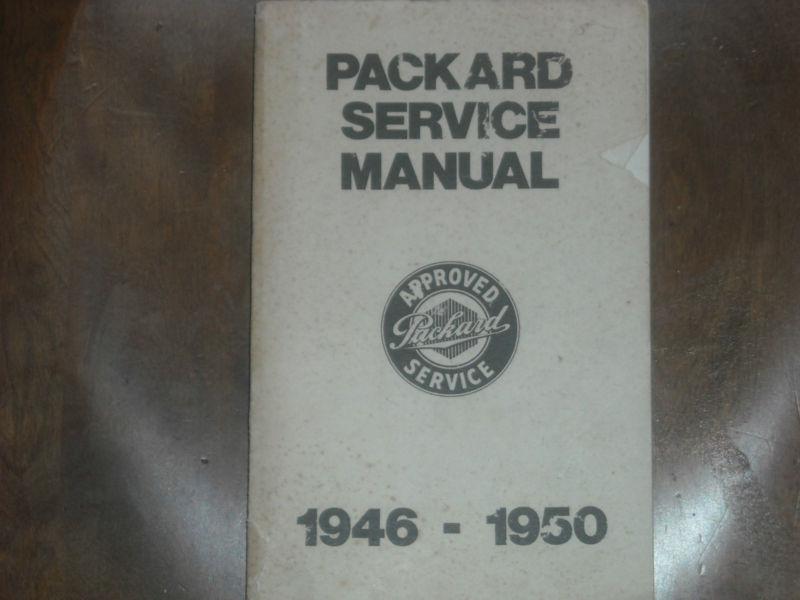 PACKARD
SERVICE
MANUAL
APPROVED
Packard
SERVICE
1946 - 1950